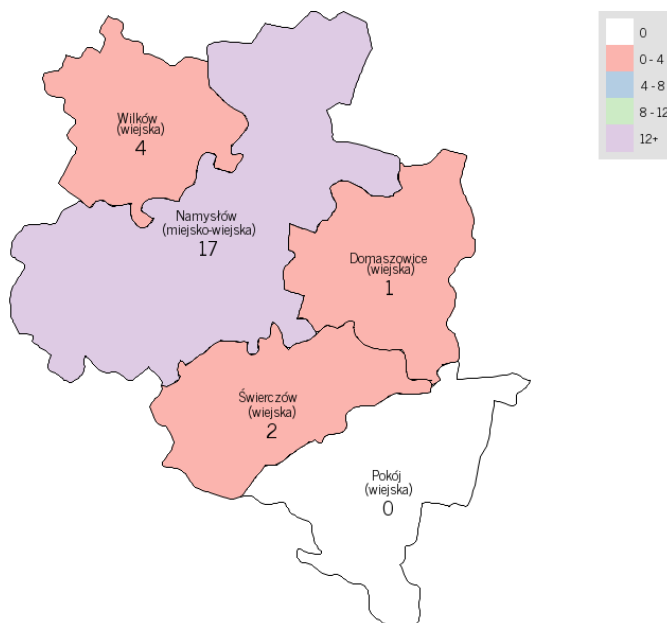 0
0 - 4
4 - 8
8 - 12
12+
Wilków
(wiejska)
4
Namysłów
(miejsko-wiejska)
17
Domaszowice
(wiejska)
1
Świerczów
(wiejska)
2
Pokój
(wiejska)
0